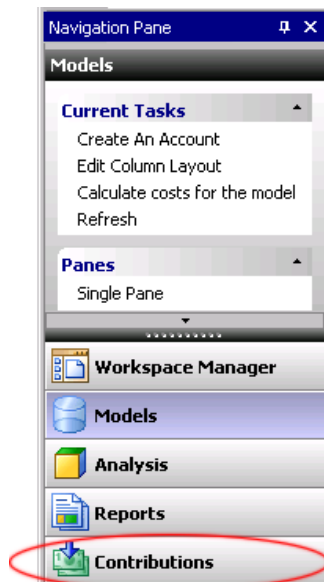 Navigation Pane
Models
Current Tasks
Create An Account
Edit Column Layout
Calculate costs for the model
Refresh
Panes
Single Pane
Workspace Manager
Models
Analysis
Reports
Contributions